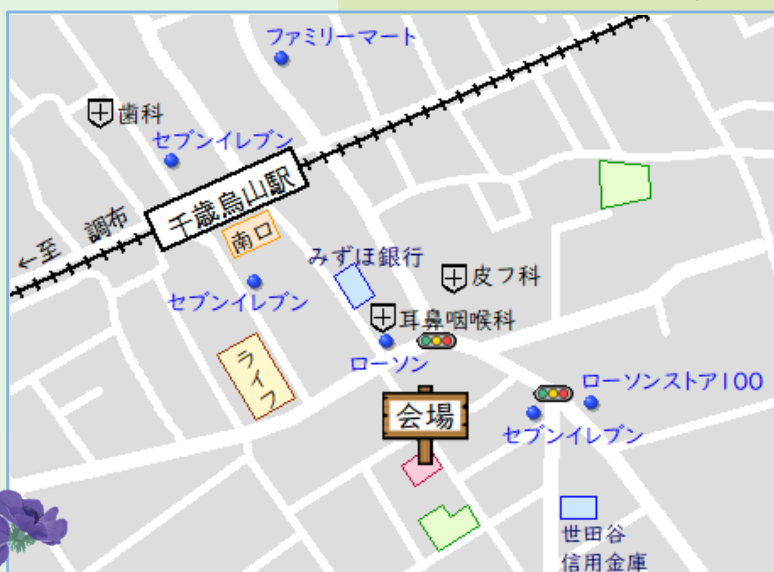 ファミリーマート
歯科
セブンイレブン
千歳烏山駅
←至 調布
南口
みずほ銀行
皮フ科
セブンイレブン
耳鼻咽喉科
ローソン
ライフ
会場
ローソンストア100
セブンイレブン
世田谷
信用金庫